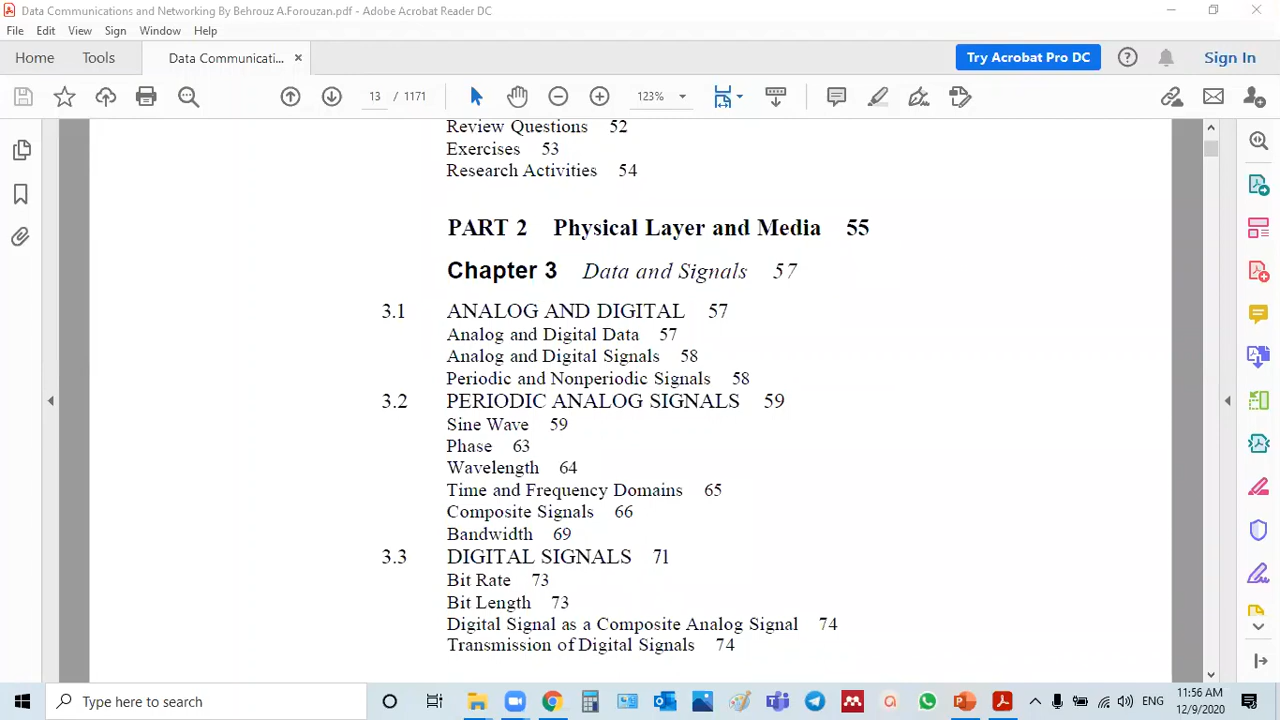 Data Communications and Networking By Behrouz A.Forouzan.pdf - Adobe Acrobat Reader DC
File Edit View Sign Window Help
Home Tools Data Communicati... × Try Acrobat Pro DC Sign In
13 / 1171 123%
Review Questions 52
Exercises 53
Research Activities 54
PART 2 Physical Layer and Media 55
Chapter 3 Data and Signals 57
3.1 ANALOG AND DIGITAL 57
Analog and Digital Data 57
Analog and Digital Signals 58
Periodic and Nonperiodic Signals 58
3.2 PERIODIC ANALOG SIGNALS 59
Sine Wave 59
Phase 63
Wavelength 64
Time and Frequency Domains 65
Composite Signals 66
Bandwidth 69
3.3 DIGITAL SIGNALS 71
Bit Rate 73
Bit Length 73
Digital Signal as a Composite Analog Signal 74
Transmission of Digital Signals 74
Type here to search ENG 11:56 AM
12/9/2020